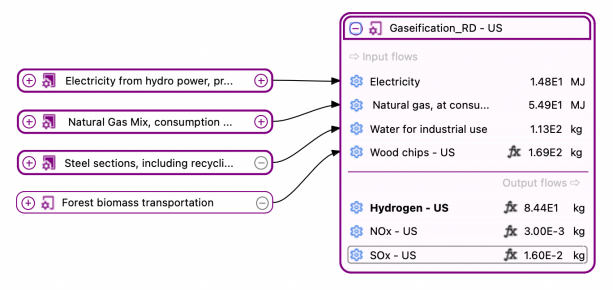 Gaseification_RD - US
Input flows
Electricity from hydro power, pr...
Electricity 1.48E1 MJ
Natural Gas Mix, consumption ...
Natural gas, at consu... 5.49E1 MJ
Steel sections, including recycli...
Water for industrial use 1.13E2 kg
Forest biomass transportation
Wood chips - US fx 1.69E2 kg
Output flows
Hydrogen - US fx 8.44E1 kg
NOx - US fx 3.00E-3 kg
SOx - US fx 1.60E-2 kg